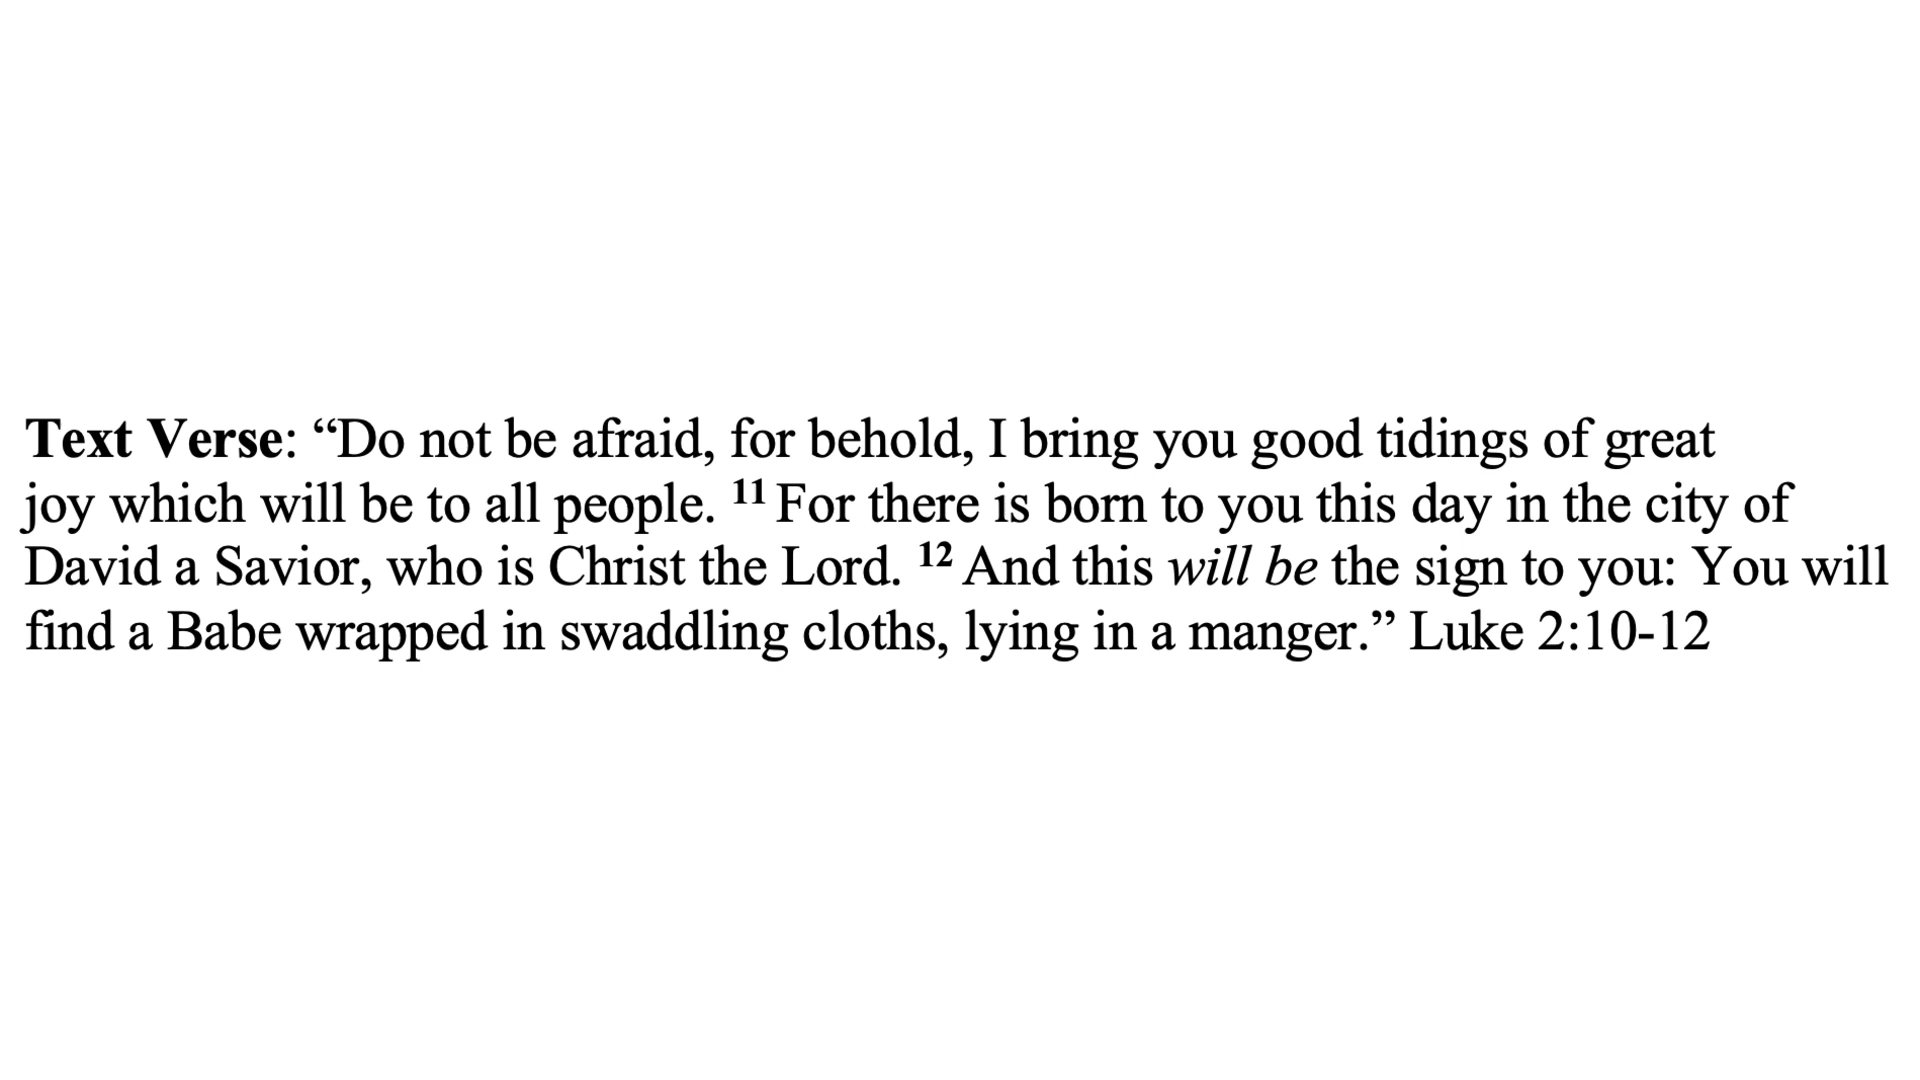 Text Verse: “Do not be afraid, for behold, I bring you good tidings of great
joy which will be to all people. 11 For there is born to you this day in the city of
David a Savior, who is Christ the Lord. 12 And this will be the sign to you: You will
find a Babe wrapped in swaddling cloths, lying in a manger.” Luke 2:10-12